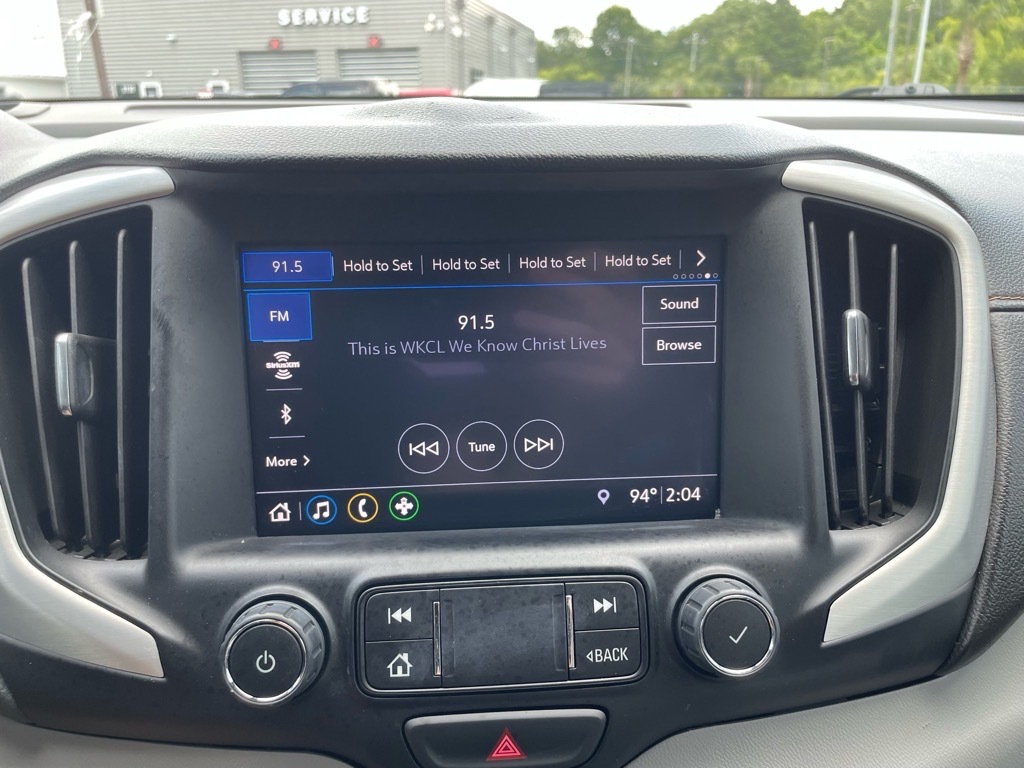 SERVICE
91.5 Hold to Set Hold to Set Hold to Set Hold to Set
FM
Sound
91.5
This is WKCL We Know Christ Lives
Browse
SiriusXM
Tune
More
94° 2:04
BACK